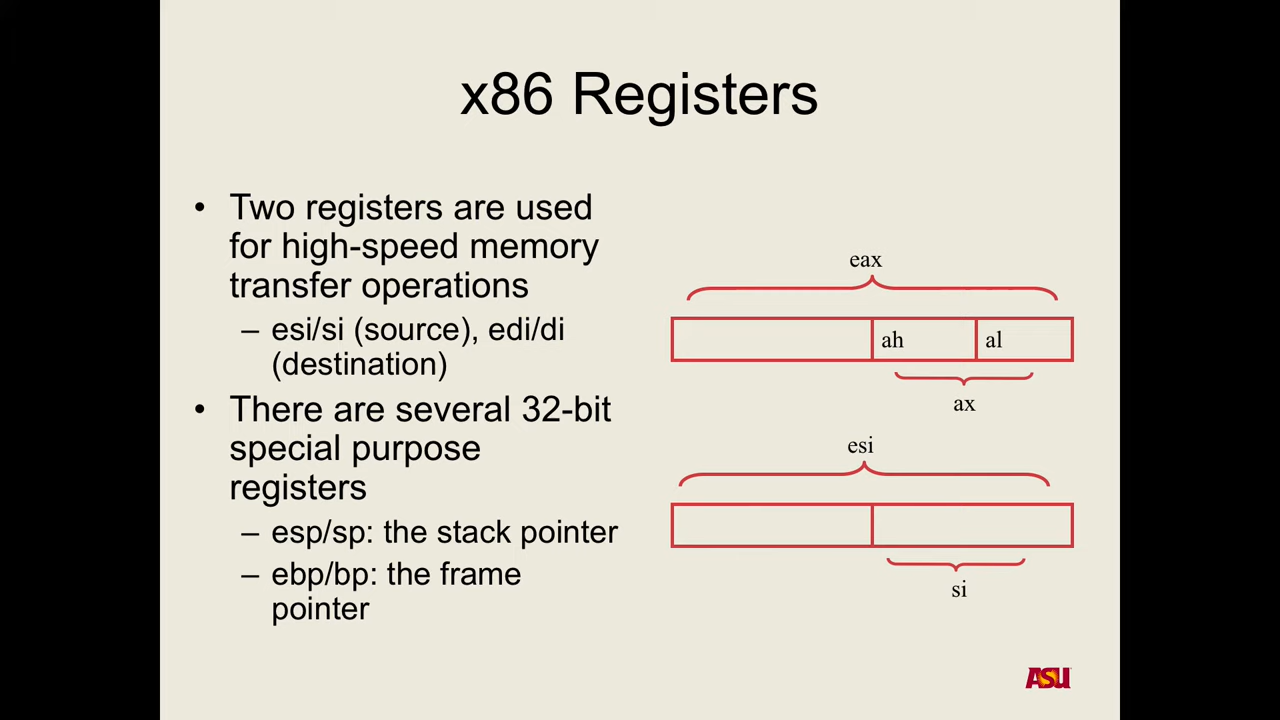 x86 Registers
• Two registers are used
for high-speed memory
transfer operations
– esi/si (source), edi/di
(destination)
• There are several 32-bit
special purpose
registers
– esp/sp: the stack pointer
– ebp/bp: the frame
pointer
eax
ah al
ax
esi
si
ASU